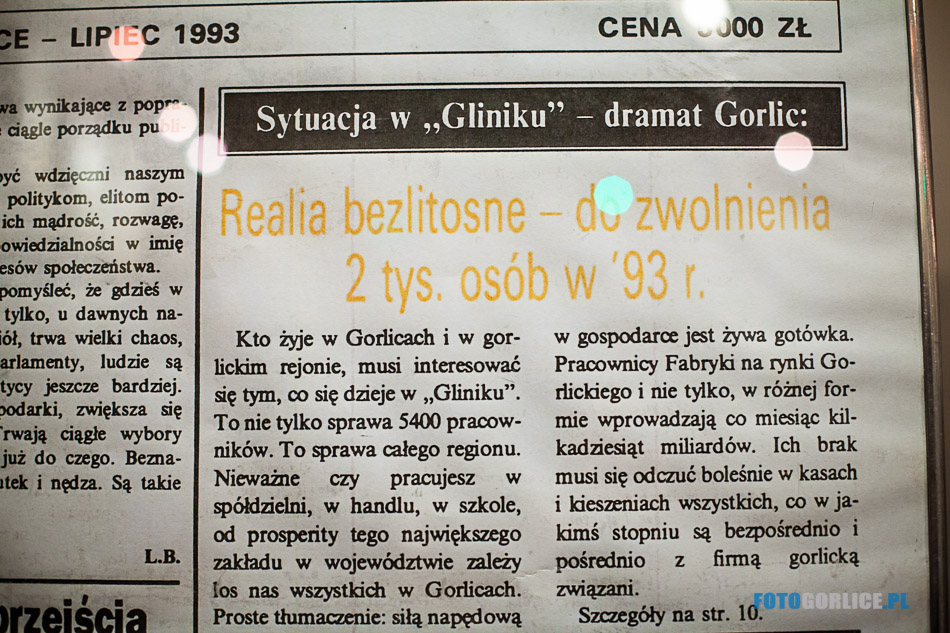 CE – LIPIEC 1993
CENA 5000 ZŁ
wa wynikające z popra-
ciągle porządku publi-
być wdzięczni naszym
politykom, elitom po-
ich mądrość, rozwagę,
owiedzialności w imię
esów społeczeństwa.
pomyśleć, że gdzieś w
tylko, u dawnych na-
iół, trwa wielki chaos,
arlamenty, ludzie są
tycy jeszcze bardziej.
podarki, zwiększa się
Trwają ciągłe wybory
już do czego. Bezna-
utek i nędza. Są takie
L.B.
orzejścia
Sytuacja w „Gliniku” – dramat Gorlic:
Realia bezlitosne – do zwolnienia
2 tys. osób w '93 r.
Kto żyje w Gorlicach i w gor-
lickim rejonie, musi interesować
się tym, co się dzieje w „Gliniku”.
To nie tylko sprawa 5400 pracow-
ników. To sprawa całego regionu.
Nieważne czy pracujesz w
spółdzielni, w handlu, w szkole,
od prosperity tego największego
zakładu w województwie zależy
los nas wszystkich w Gorlicach.
Proste tłumaczenie: siłą napędową
w gospodarce jest żywa gotówka.
Pracownicy Fabryki na rynki Go-
rlickiego i nie tylko, w różnej for-
mie wprowadzają co miesiąc kil-
kadziesiąt miliardów. Ich brak
musi się odczuć boleśnie w kasach
i kieszeniach wszystkich, co w ja-
kimś stopniu są bezpośrednio i
pośrednio z firmą gorlicką
związani.
Szczegóły na str. 10.
FOTOGORLICE.PL